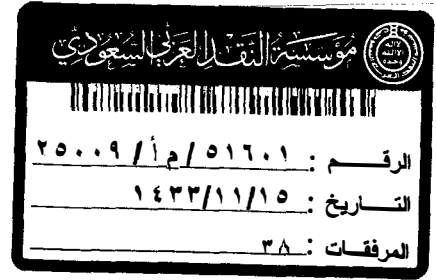 مؤسسة النقد العربي السعودي
الرقم : ٥١٦٠١ / م أ / ٢٥٠٠٩
التاريخ : ١٤٣٣/١١/١٥
المرفقات : ٣٨